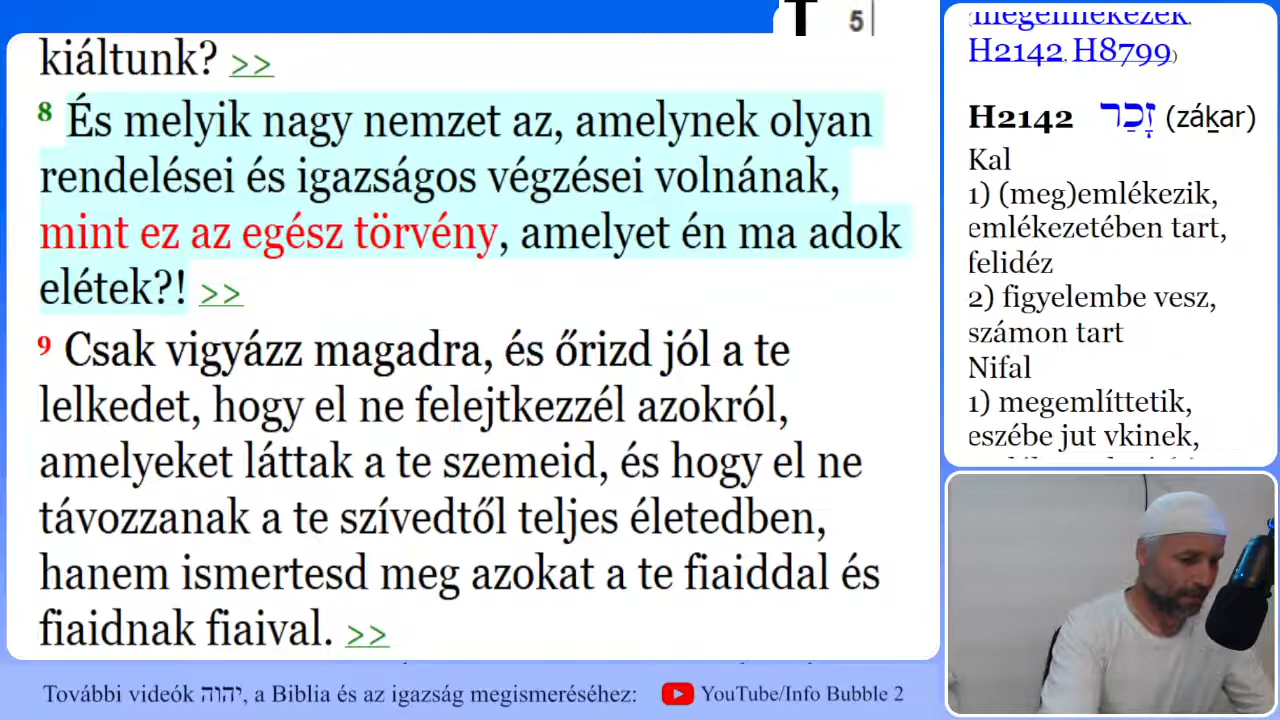 T 5
kiáltunk? >>
8 És melyik nagy nemzet az, amelynek olyan
rendelései és igazságos végzései volnának,
mint ez az egész törvény, amelyet én ma adok
elétek?! >>
9 Csak vigyázz magadra, és őrizd jól a te
lelkedet, hogy el ne felejtkezzél azokról,
amelyeket láttak a te szemeid, és hogy el ne
távozzanak a te szívedtől teljes életedben,
hanem ismertesd meg azokat a te fiaiddal és
fiaidnak fiaival. >>
(megemlékezek,
H2142, H8799)
H2142 זָכַר (zákar)
Kal
1) (meg)emlékezik,
emlékezetében tart,
felidéz
2) figyelembe vesz,
számon tart
Nifal
1) megemlíttetik,
eszébe jut vkinek,
További videók יהוה, a Biblia és az igazság megismeréséhez: YouTube/Info Bubble 2